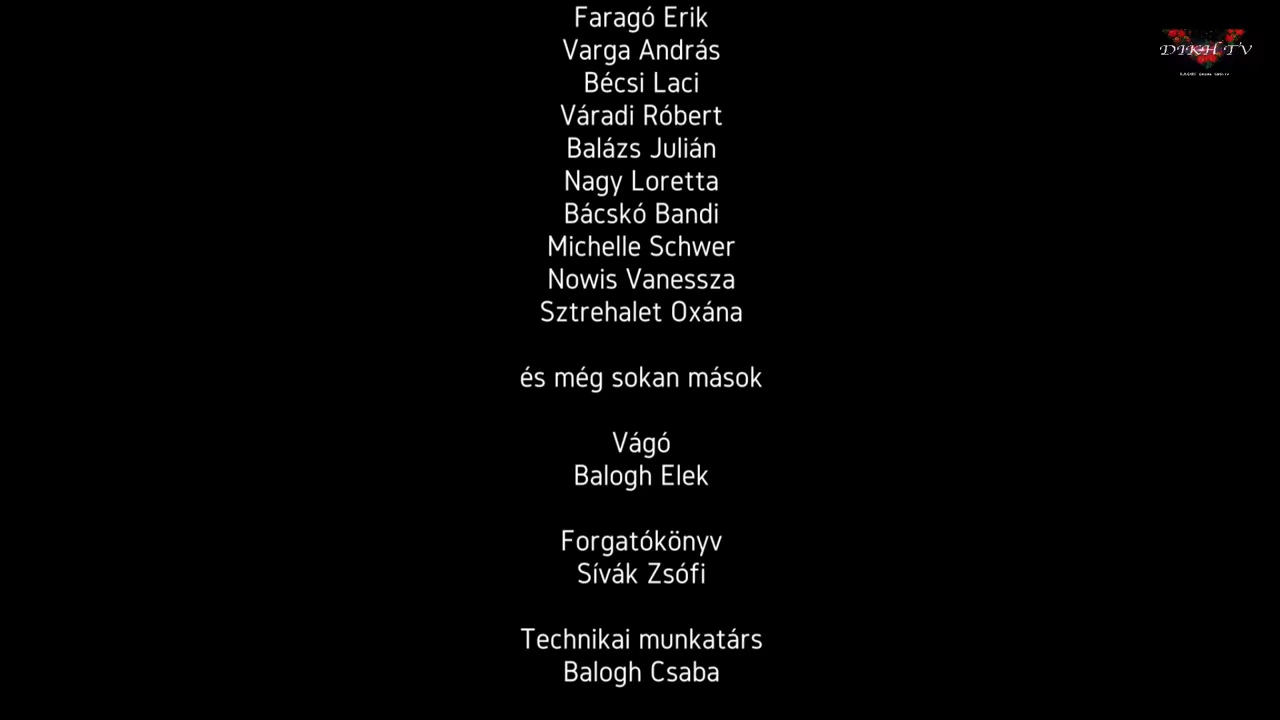 Faragó Erik
Varga András
Bécsi Laci
Váradi Róbert
Balázs Julián
Nagy Loretta
Bácskó Bandi
Michelle Schwer
Nowis Vanessza
Sztrehalet Oxána
és még sokan mások
Vágó
Balogh Elek
Forgatókönyv
Sívák Zsófi
Technikai munkatárs
Balogh Csaba
DIKH TV